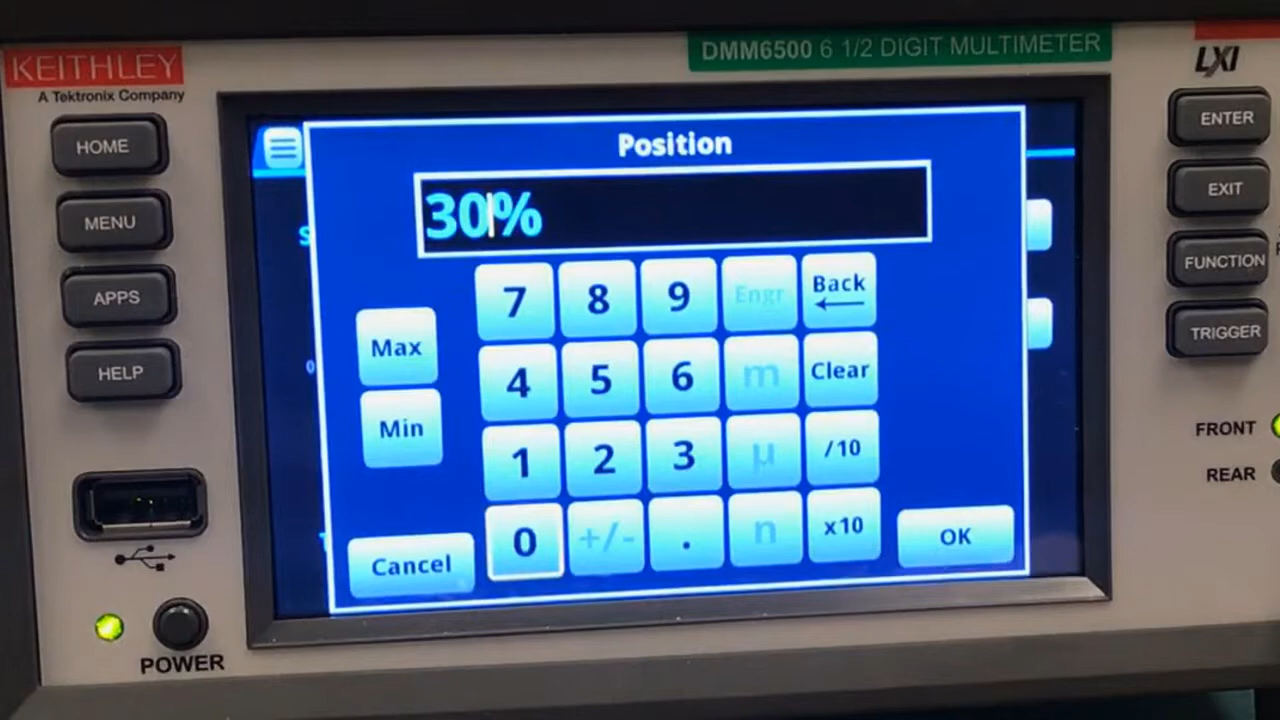 KEITHLEY
A Tektronix Company
DMM6500 6 1/2 DIGIT MULTIMETER
LXI
HOME
MENU
APPS
HELP
POWER
Position
30%
7 8 9 Engr Back
Max 4 5 6 m Clear
Min 1 2 3 µ /10
Cancel 0 +/- . n x10 OK
ENTER
EXIT
FUNCTION
TRIGGER
FRONT
REAR